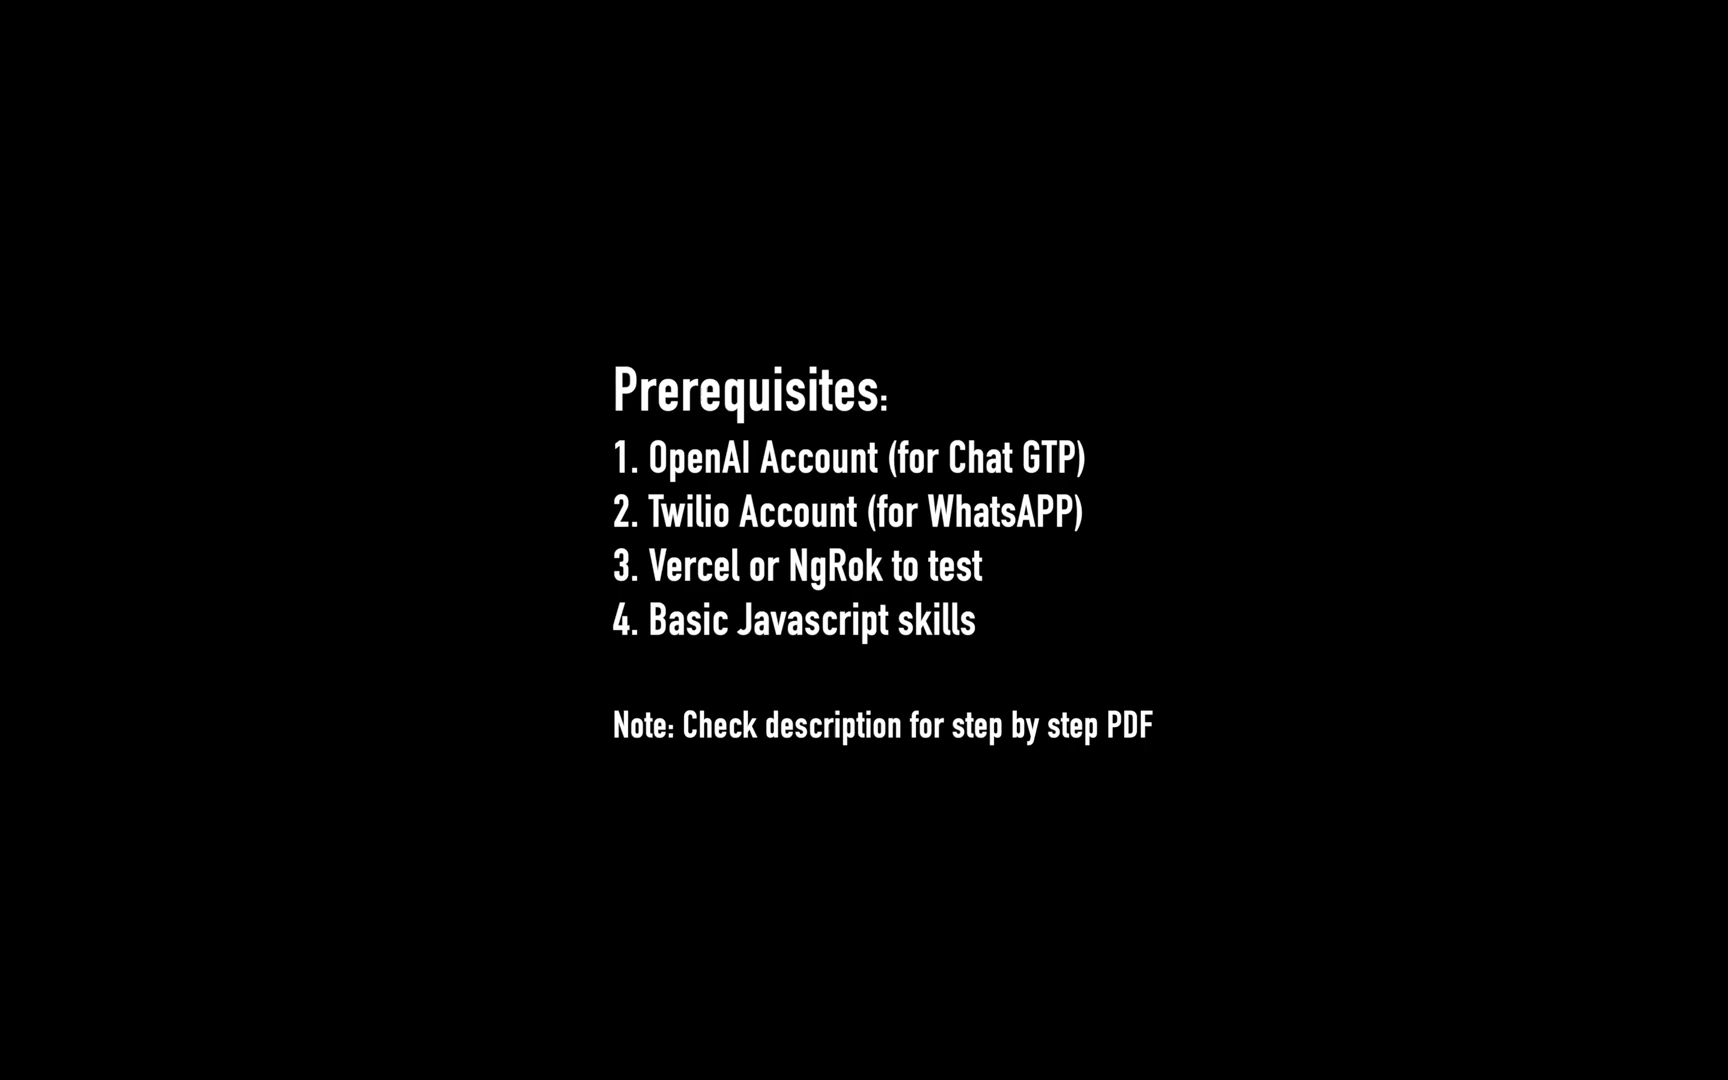 Prerequisites:
1. OpenAI Account (for Chat GTP)
2. Twilio Account (for WhatsAPP)
3. Vercel or NgRok to test
4. Basic Javascript skills
Note: Check description for step by step PDF